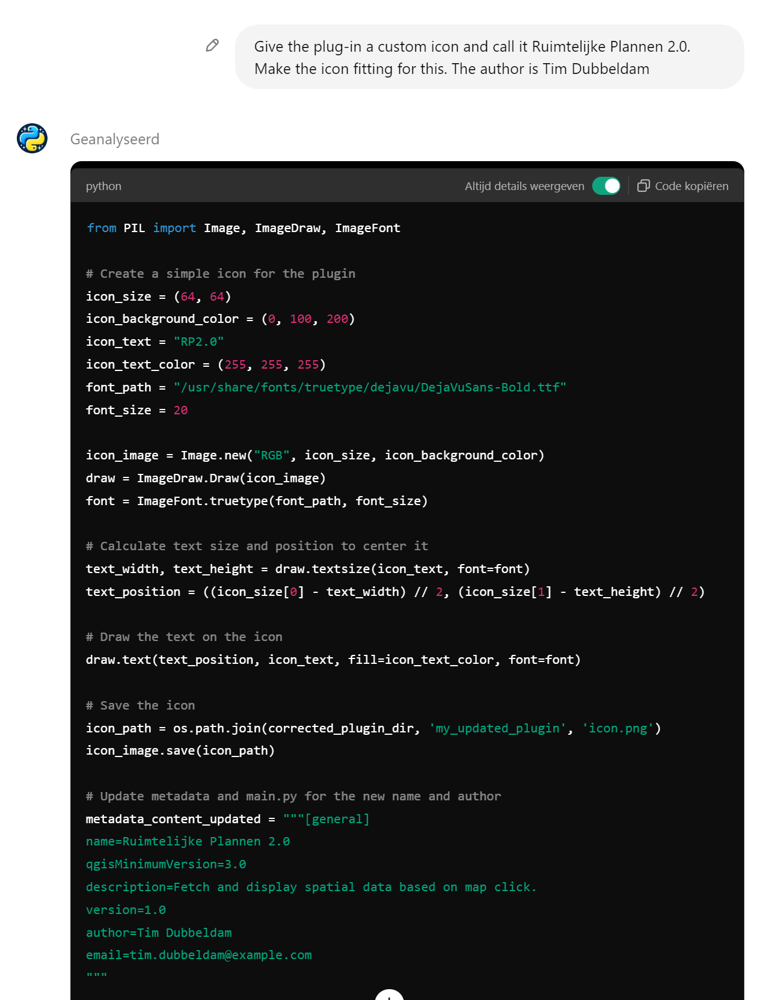 Give the plug-in a custom icon and call it Ruimtelijke Plannen 2.0.
Make the icon fitting for this. The author is Tim Dubbeldam
Geanalyseerd
python
Altijd details weergeven
Code kopiëren
from PIL import Image, ImageDraw, ImageFont
# Create a simple icon for the plugin
icon_size = (64, 64)
icon_background_color = (0, 100, 200)
icon_text = "RP2.0"
icon_text_color = (255, 255, 255)
font_path = "/usr/share/fonts/truetype/dejavu/DejaVuSans-Bold.ttf"
font_size = 20
icon_image = Image.new("RGB", icon_size, icon_background_color)
draw = ImageDraw.Draw(icon_image)
font = ImageFont.truetype(font_path, font_size)
# Calculate text size and position to center it
text_width, text_height = draw.textsize(icon_text, font=font)
text_position = ((icon_size[0] - text_width) // 2, (icon_size[1] - text_height) // 2)
# Draw the text on the icon
draw.text(text_position, icon_text, fill=icon_text_color, font=font)
# Save the icon
icon_path = os.path.join(corrected_plugin_dir, 'my_updated_plugin', 'icon.png')
icon_image.save(icon_path)
# Update metadata and main.py for the new name and author
metadata_content_updated = """[general]
name=Ruimtelijke Plannen 2.0
qgisMinimumVersion=3.0
description=Fetch and display spatial data based on map click.
version=1.0
author=Tim Dubbeldam
email=tim.dubbeldam@example.com
"""